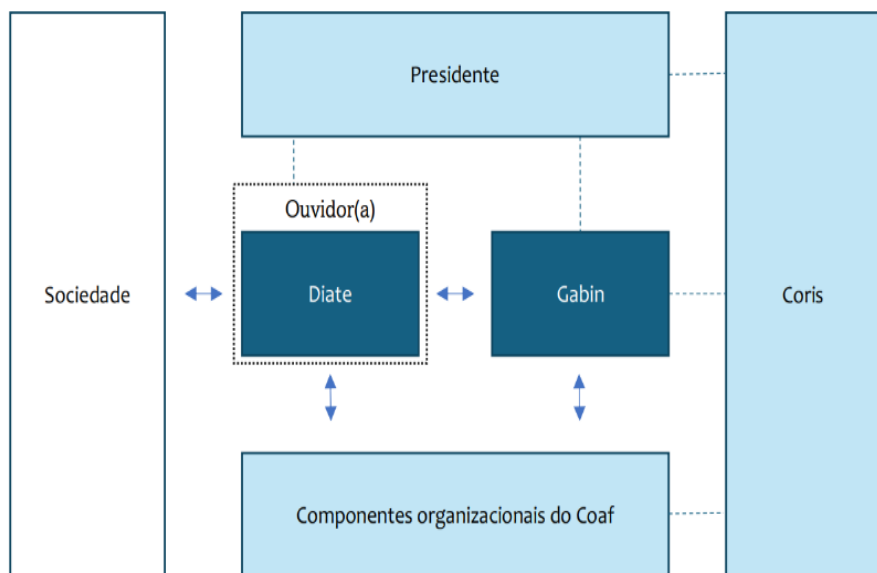 Presidente
Ouvidor(a)
Sociedade
Diate
Gabin
Coris
Componentes organizacionais do Coaf